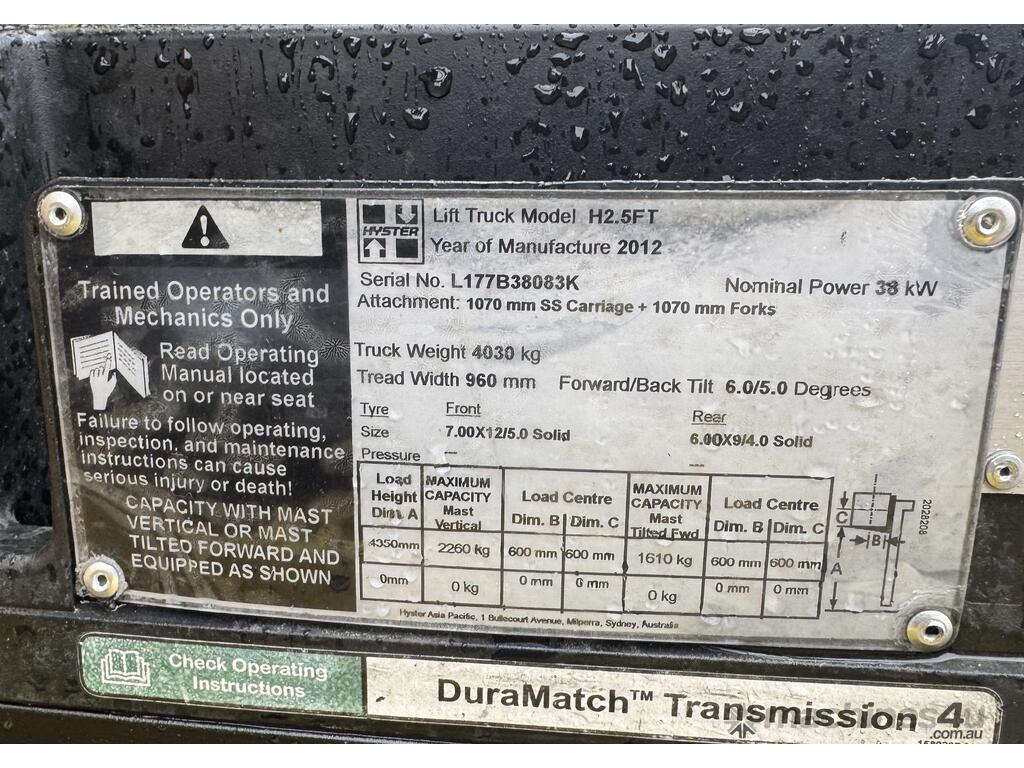 Trained Operators and
Mechanics Only
Read Operating
Manual located
on or near seat
Failure to follow operating,
inspection, and maintenance
instructions can cause
serious injury or death!
CAPACITY WITH MAST
VERTICAL OR MAST
TILTED FORWARD AND
EQUIPPED AS SHOWN
HYSTER
Lift Truck Model H2.5FT
Year of Manufacture 2012
Serial No. L177B38083K Nominal Power 38 kW
Attachment: 1070 mm SS Carriage + 1070 mm Forks
Truck Weight 4030 kg
Tread Width 960 mm Forward/Back Tilt 6.0/5.0 Degrees
Tyre Front Rear
Size 7.00X12/5.0 Solid 6.00X9/4.0 Solid
Pressure --- ---
Load Height Dim. A MAXIMUM CAPACITY Mast Vertical Load Centre Dim. B Dim. C MAXIMUM CAPACITY Mast Tilted Fwd Load Centre Dim. B Dim. C
4350mm 2260 kg 600 mm 600 mm 1610 kg 600 mm 600 mm
0mm 0 kg 0 mm 0 mm 0 kg 0 mm 0 mm
C
B
A
2028208
Hyster Asia Pacific, 1 Bullecourt Avenue, Milperra, Sydney, Australia
Check Operating
Instructions
DuraMatch™ Transmission 4
.com.au